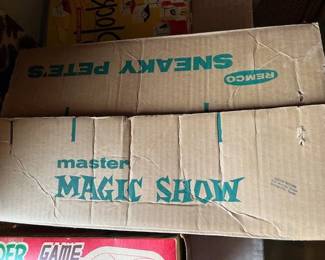 REMCO
SNEAKY PETE'S
master
MAGIC SHOW
GAME